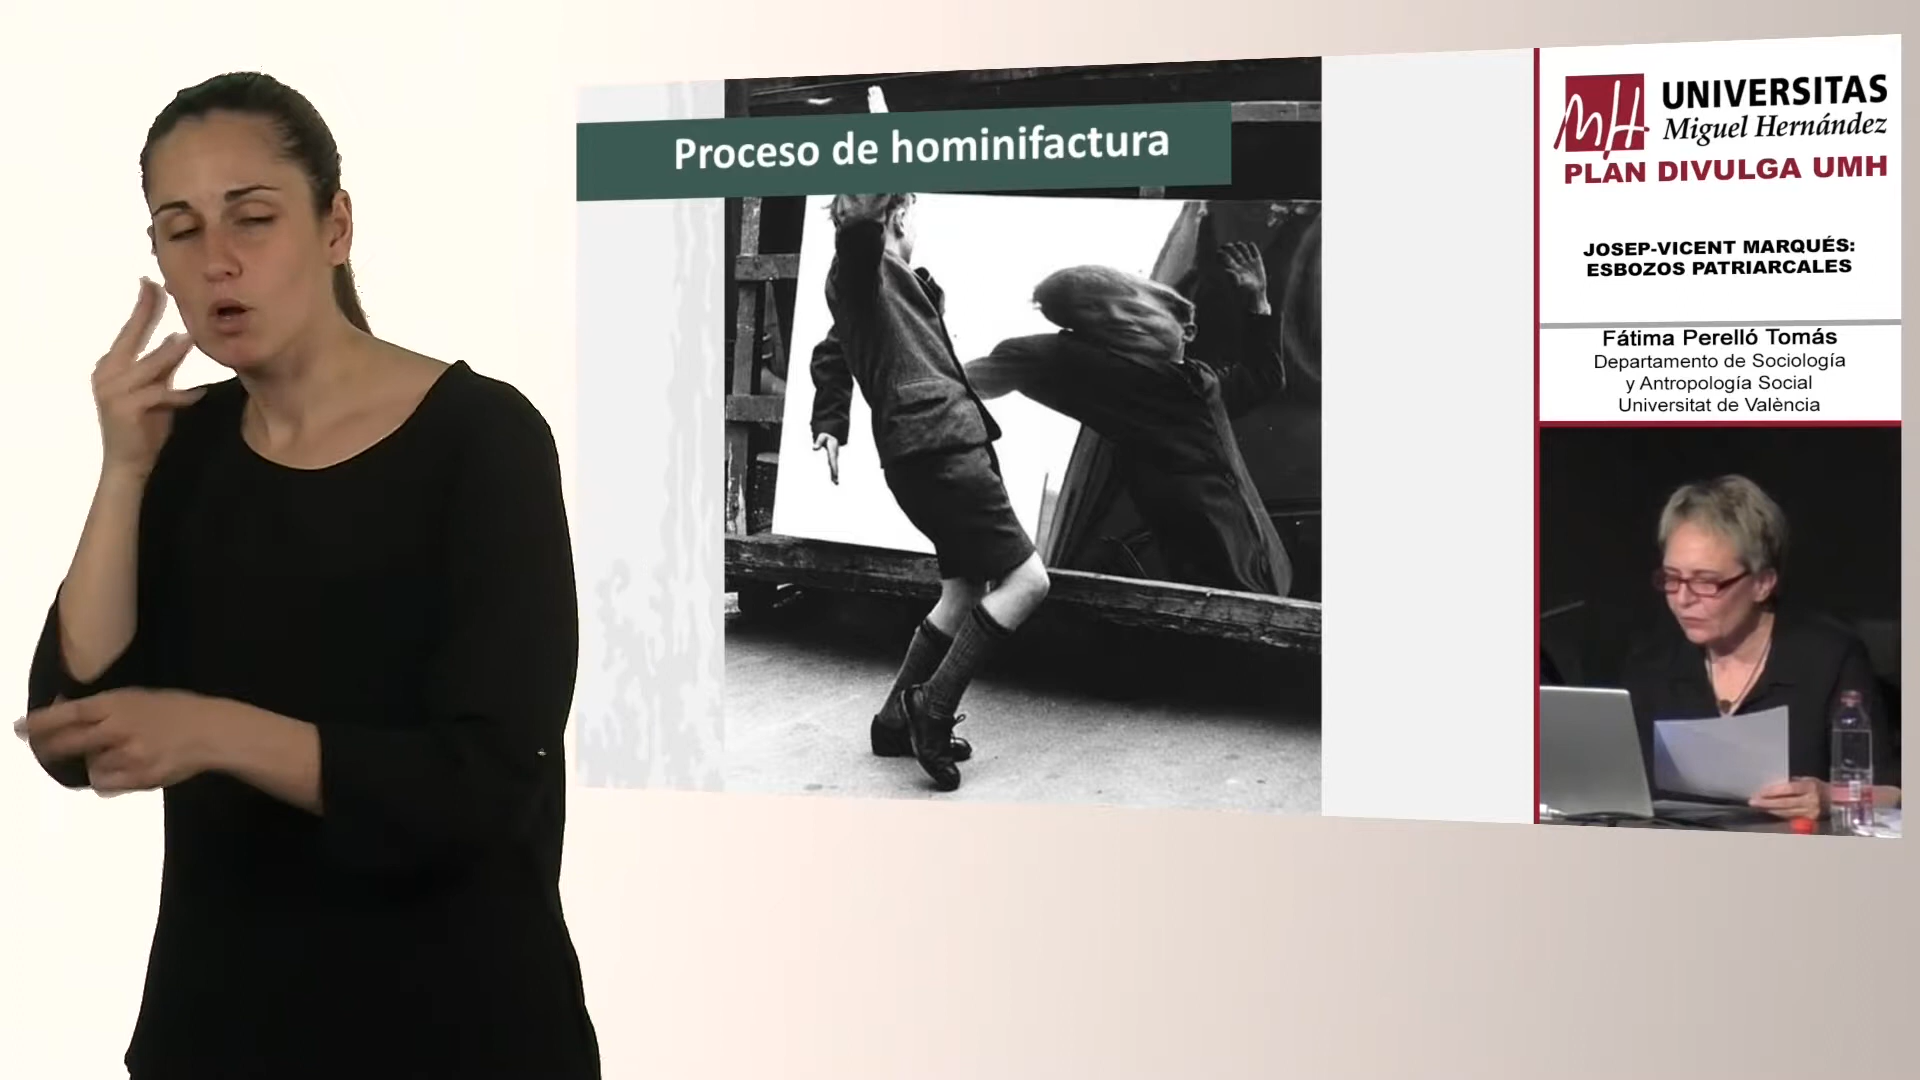 Proceso de hominifactura
UNIVERSITAS
Miguel Hernández
PLAN DIVULGA UMH
JOSEP-VICENT MARQUÉS:
ESBOZOS PATRIARCALES
Fátima Perelló Tomás
Departamento de Sociología
y Antropología Social
Universitat de València